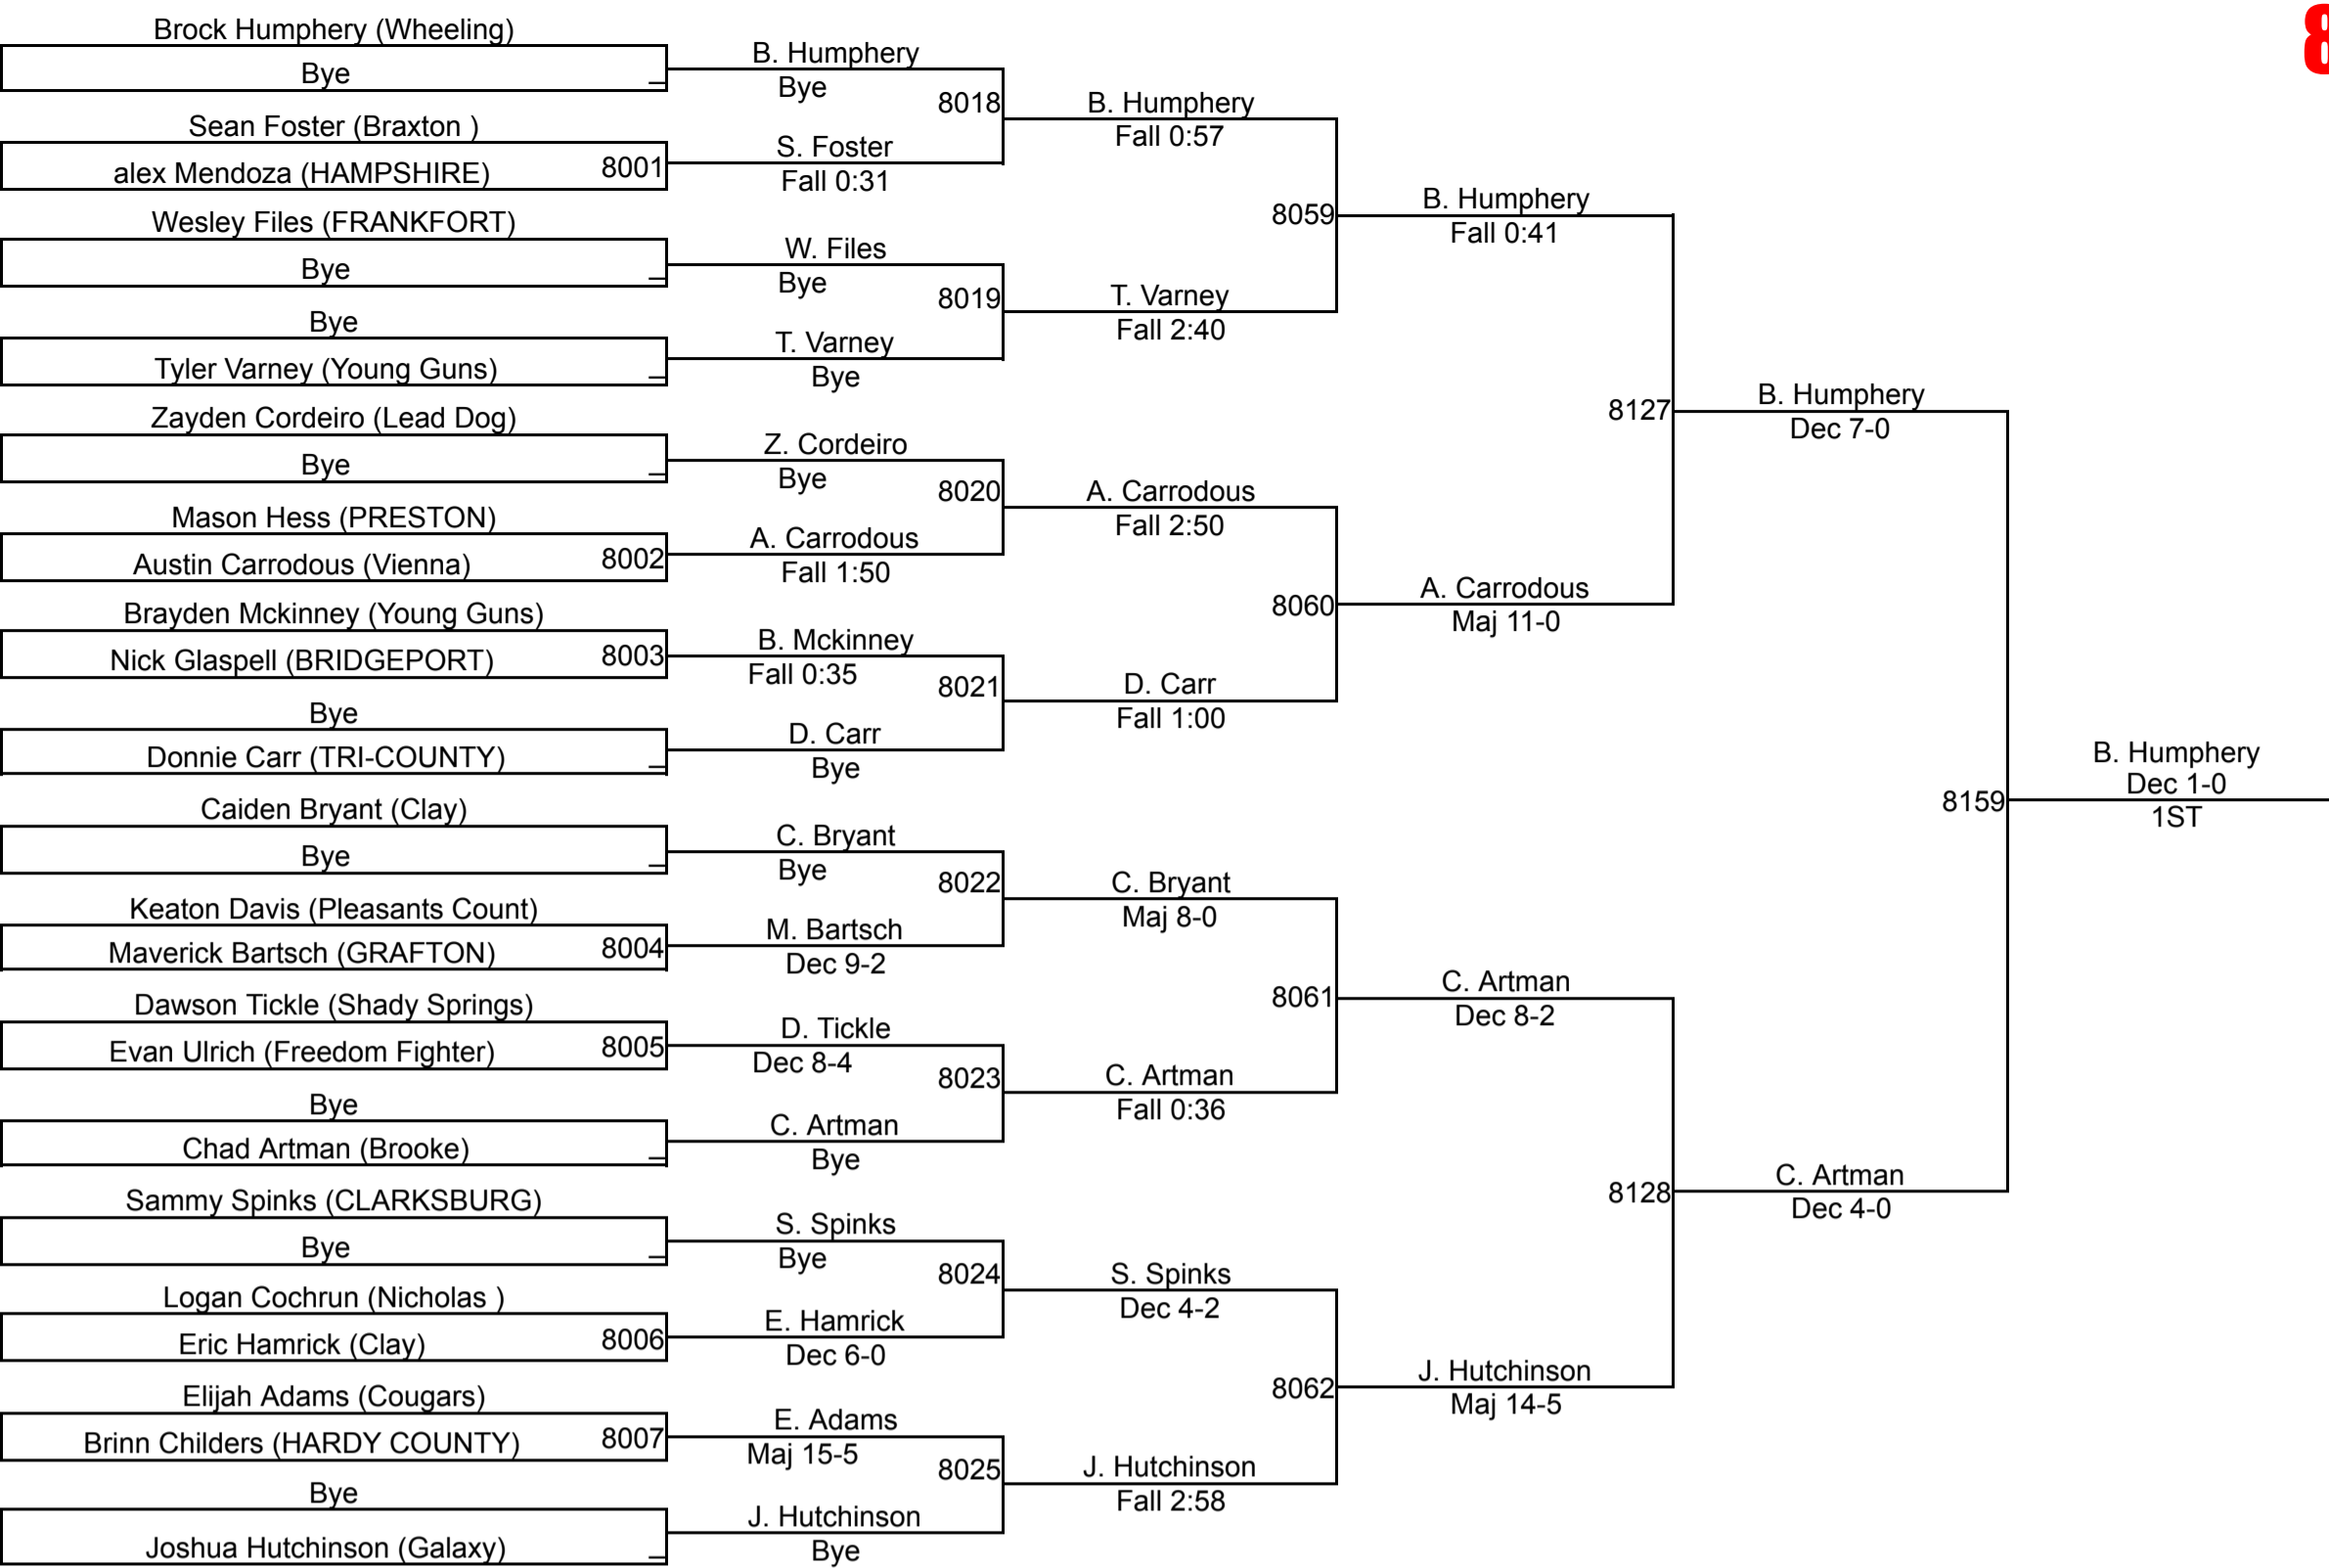 8
Brock Humphery (Wheeling)
Bye
_
B. Humphery
Bye
8018
Sean Foster (Braxton )
alex Mendoza (HAMPSHIRE)
8001
S. Foster
Fall 0:31
B. Humphery
Fall 0:57
8059
Wesley Files (FRANKFORT)
Bye
_
W. Files
Bye
8019
Bye
Tyler Varney (Young Guns)
_
T. Varney
Bye
T. Varney
Fall 2:40
B. Humphery
Fall 0:41
8127
Zayden Cordeiro (Lead Dog)
Bye
_
Z. Cordeiro
Bye
8020
Mason Hess (PRESTON)
Austin Carrodous (Vienna)
8002
A. Carrodous
Fall 1:50
A. Carrodous
Fall 2:50
8060
Brayden Mckinney (Young Guns)
Nick Glaspell (BRIDGEPORT)
8003
B. Mckinney
Fall 0:35
8021
Bye
Donnie Carr (TRI-COUNTY)
_
D. Carr
Bye
D. Carr
Fall 1:00
A. Carrodous
Maj 11-0
B. Humphery
Dec 7-0
8159
Caiden Bryant (Clay)
Bye
_
C. Bryant
Bye
8022
Keaton Davis (Pleasants Count)
Maverick Bartsch (GRAFTON)
8004
M. Bartsch
Dec 9-2
C. Bryant
Maj 8-0
8061
Dawson Tickle (Shady Springs)
Evan Ulrich (Freedom Fighter)
8005
D. Tickle
Dec 8-4
8023
Bye
Chad Artman (Brooke)
_
C. Artman
Bye
C. Artman
Fall 0:36
C. Artman
Dec 8-2
8128
Sammy Spinks (CLARKSBURG)
Bye
_
S. Spinks
Bye
8024
Logan Cochrun (Nicholas )
Eric Hamrick (Clay)
8006
E. Hamrick
Dec 6-0
S. Spinks
Dec 4-2
8062
Elijah Adams (Cougars)
Brinn Childers (HARDY COUNTY)
8007
E. Adams
Maj 15-5
8025
Bye
Joshua Hutchinson (Galaxy)
_
J. Hutchinson
Bye
J. Hutchinson
Fall 2:58
J. Hutchinson
Maj 14-5
C. Artman
Dec 4-0
B. Humphery
Dec 1-0
1ST